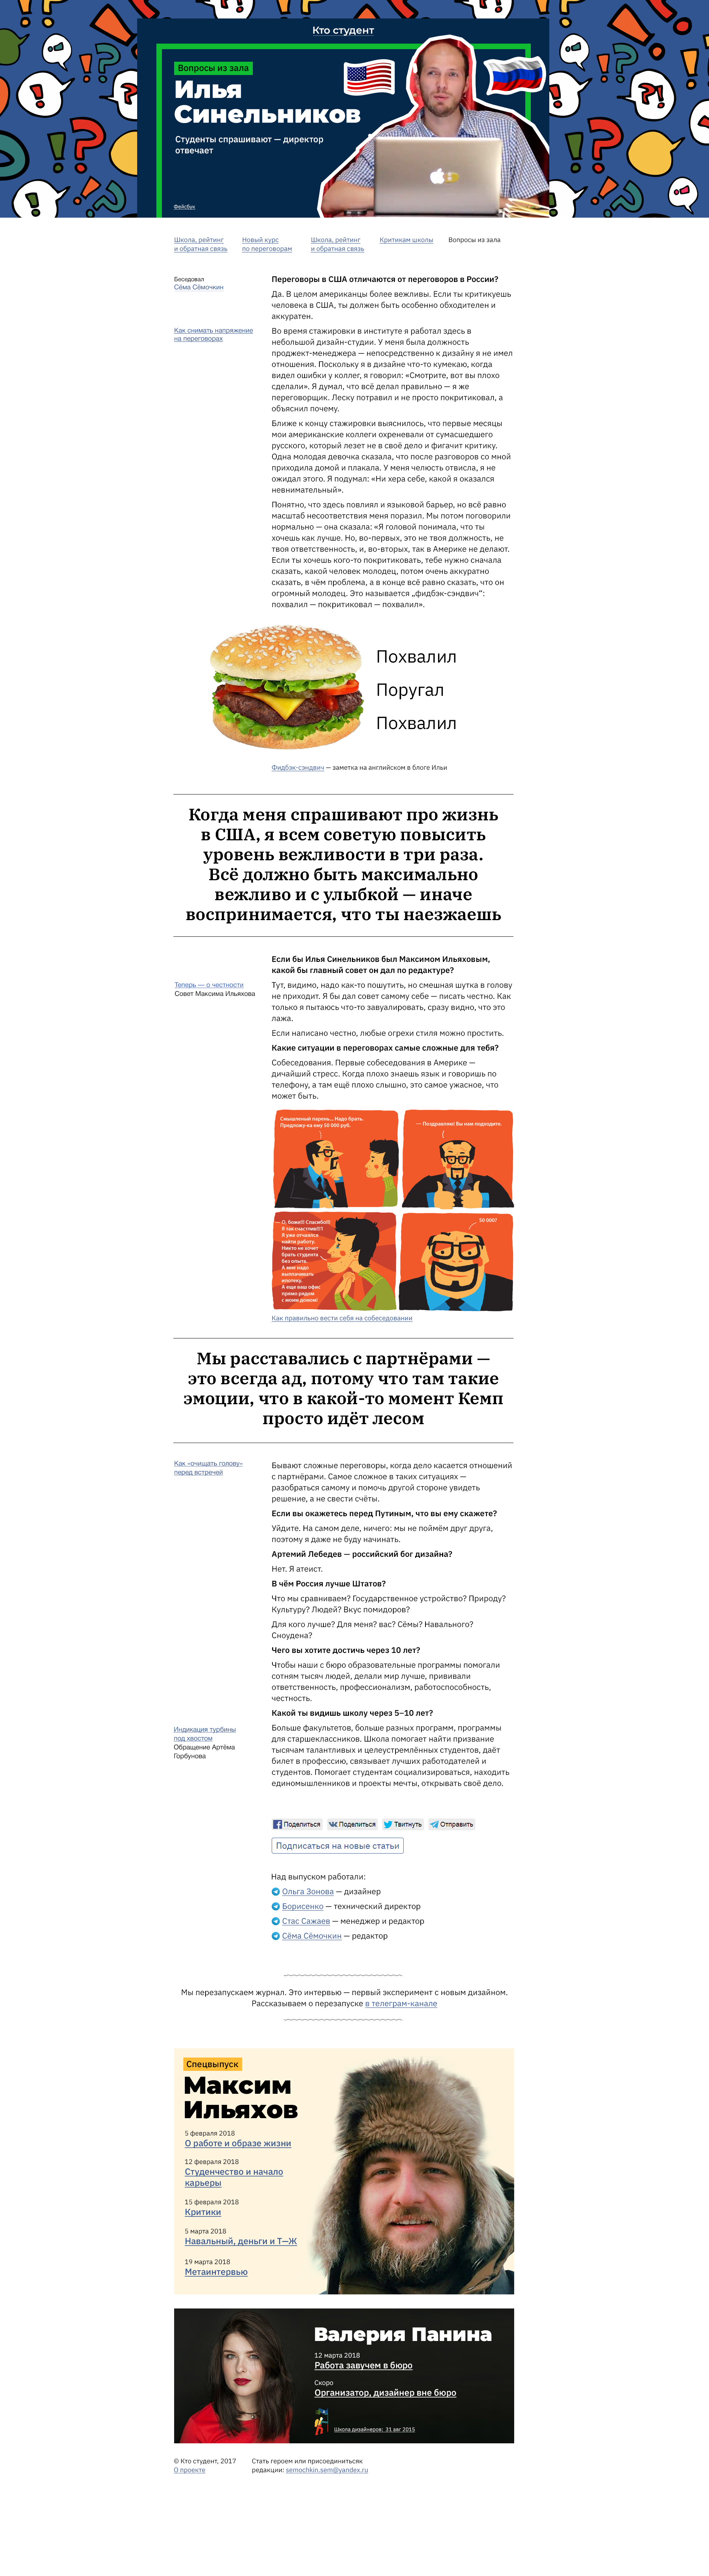 Кто студент
Вопросы из зала
Илья
Синельников
Студенты спрашивают — директор
отвечает
Фейсбук
Школа, рейтинг
и обратная связь
Новый курс
по переговорам
Школа, рейтинг
и обратная связь
Критикам школы
Вопросы из зала
Беседовал
Сёма Сёмочкин
Переговоры в США отличаются от переговоров в России?
Да. В целом американцы более вежливы. Если ты критикуешь
человека в США, ты должен быть особенно обходителен и
аккуратен.
Как снимать напряжение
на переговорах
Во время стажировки в институте я работал здесь в
небольшой дизайн-студии. У меня была должность
проджект-менеджера — непосредственно к дизайну я не имел
отношения. Поскольку я в дизайне что-то кумекаю, когда
видел ошибки у коллег, я говорил: «Смотрите, вот вы плохо
сделали». Я думал, что всё делал правильно — я же
переговорщик. Леску потравил и не просто покритиковал, а
объяснил почему.
Ближе к концу стажировки выяснилось, что первые месяцы
мои американские коллеги охреневали от сумасшедшего
русского, который лезет не в своё дело и фигачит критику.
Одна молодая девочка сказала, что после разговоров со мной
приходила домой и плакала. У меня челюсть отвисла, я не
ожидал этого. Я подумал: «Ни хера себе, какой я оказался
невнимательный».
Понятно, что здесь повлиял и языковой барьер, но всё равно
масштаб несоответствия меня поразил. Мы потом поговорили
нормально — она сказала: «Я головой понимала, что ты
хочешь как лучше. Но, во-первых, это не твоя должность, не
твоя ответственность, и, во-вторых, так в Америке не делают.
Если ты хочешь кого-то покритиковать, тебе нужно сначала
сказать, какой человек молодец, потом очень аккуратно
сказать, в чём проблема, а в конце всё равно сказать, что он
огромный молодец. Это называется „фидбэк-сэндвич“:
похвалил — покритиковал — похвалил».
Похвалил
Поругал
Похвалил
Фидбэк-сэндвич — заметка на английском в блоге Ильи
Когда меня спрашивают про жизнь
в США, я всем советую повысить
уровень вежливости в три раза.
Всё должно быть максимально
вежливо и с улыбкой — иначе
воспринимается, что ты наезжаешь
Если бы Илья Синельников был Максимом Ильяховым,
какой бы главный совет он дал по редактуре?
Теперь — о честности
Совет Максима Ильяхова
Тут, видимо, надо как-то пошутить, но смешная шутка в голову
не приходит. Я бы дал совет самому себе — писать честно. Как
только я пытаюсь что-то завуалировать, сразу видно, что это
лажа.
Если написано честно, любые огрехи стиля можно простить.
Какие ситуации в переговорах самые сложные для тебя?
Собеседования. Первые собеседования в Америке —
дичайший стресс. Когда плохо знаешь язык и говоришь по
телефону, а там ещё плохо слышно, это самое ужасное, что
может быть.
Смышленый парень... Надо брать.
Предложу-ка ему 50 000 руб.
— Поздравляю! Вы нам подходите.
— О, боже!!! Спасибо!!!
Я так счастлив!!!!
Я уже отчаялся
найти работу.
Никто не хочет
брать студента
без опыта.
А мне надо
выплачивать
ипотеку.
А еще ваш офис
прямо рядом
с моим домом!
50 000?
Как правильно вести себя на собеседовании
Мы расставались с партнёрами —
это всегда ад, потому что там такие
эмоции, что в какой-то момент Кемп
просто идёт лесом
Как «очищать голову»
перед встречей
Бывают сложные переговоры, когда дело касается отношений
с партнёрами. Самое сложное в таких ситуациях —
разобраться самому и помочь другой стороне увидеть
решение, а не свести счёты.
Если вы окажетесь перед Путиным, что вы ему скажете?
Уйдите. На самом деле, ничего: мы не поймём друг друга,
поэтому я даже не буду начинать.
Артемий Лебедев — российский бог дизайна?
Нет. Я атеист.
В чём Россия лучше Штатов?
Что мы сравниваем? Государственное устройство? Природу?
Культуру? Людей? Вкус помидоров?
Для кого лучше? Для меня? вас? Сёмы? Навального?
Сноудена?
Чего вы хотите достичь через 10 лет?
Чтобы наши с бюро образовательные программы помогали
сотням тысяч людей, делали мир лучше, прививали
ответственность, профессионализм, работоспособность,
честность.
Какой ты видишь школу через 5–10 лет?
Индикация турбины
под хвостом
Обращение Артёма
Горбунова
Больше факультетов, больше разных программ, программы
для старшеклассников. Школа помогает найти призвание
тысячам талантливых и целеустремлённых студентов, даёт
билет в профессию, связывает лучших работодателей и
студентов. Помогает студентам социализироваться, находить
единомышленников и проекты мечты, открывать своё дело.
Поделиться
Поделиться
Твитнуть
Отправить
Подписаться на новые статьи
Над выпуском работали:
Ольга Зонова — дизайнер
Борисенко — технический директор
Стас Сажаев — менеджер и редактор
Сёма Сёмочкин — редактор
Мы перезапускаем журнал. Это интервью — первый эксперимент с новым дизайном.
Рассказываем о перезапуске в телеграм-канале
Спецвыпуск
Максим
Ильяхов
5 февраля 2018
О работе и образе жизни
12 февраля 2018
Студенчество и начало
карьеры
15 февраля 2018
Критики
5 марта 2018
Навальный, деньги и Т—Ж
19 марта 2018
Метаинтервью
Валерия Панина
12 марта 2018
Работа завучем в бюро
Скоро
Организатор, дизайнер вне бюро
Школа дизайнеров: 31 авг 2015
© Кто студент, 2017
О проекте
Стать героем или присоединитьсяк
редакции: semochkin.sem@yandex.ru